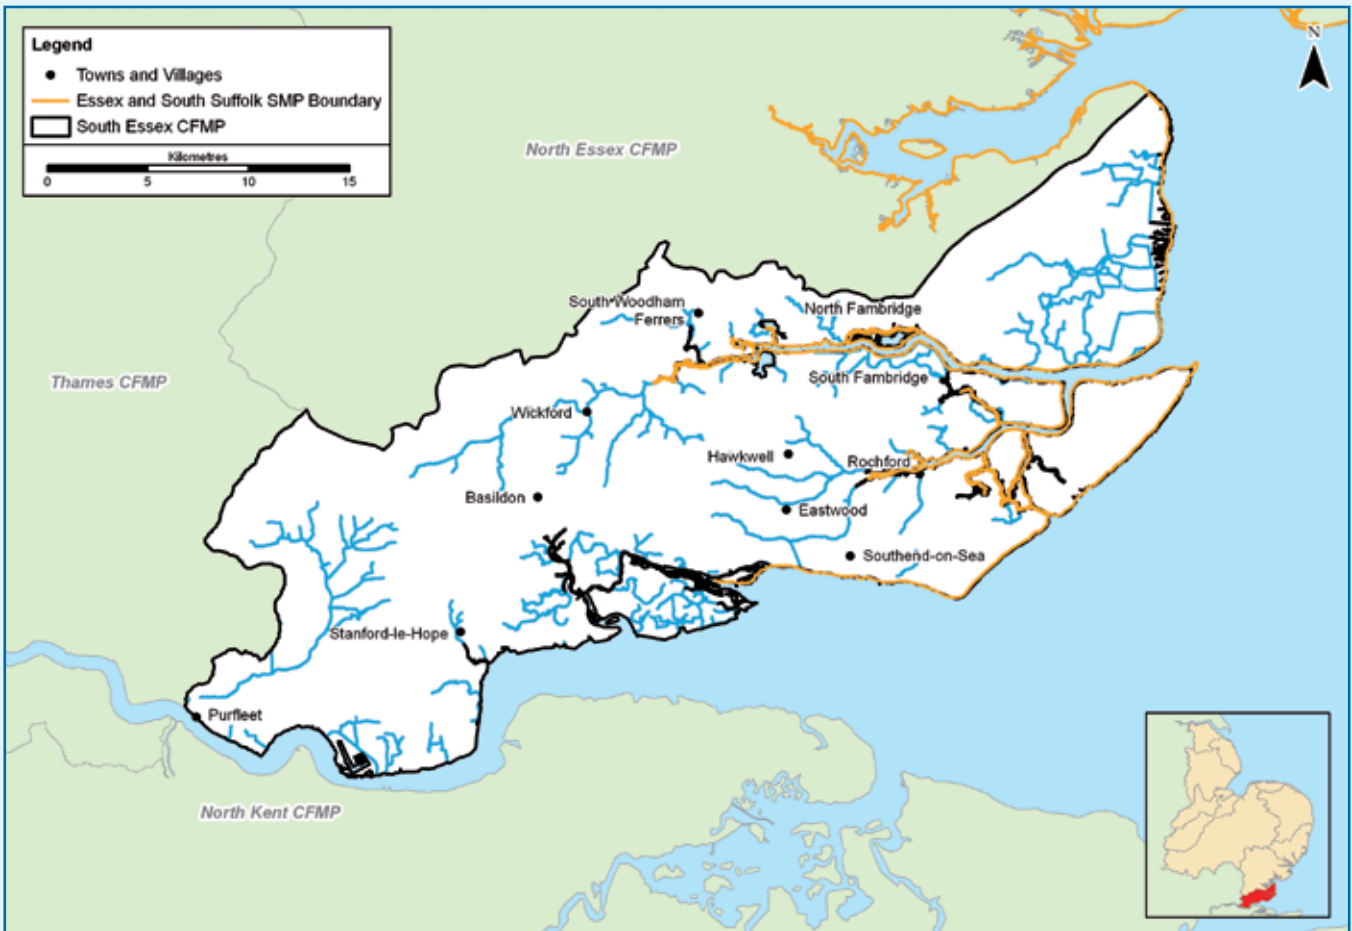 Legend
Towns and Villages
Essex and South Suffolk SMP Boundary
South Essex CFMP
Kilometres
0 5 10 15
N
North Essex CFMP
South Woodham
Ferrers
North Fambridge
Thames CFMP
South Fambridge
Wickford
Hawkwell
Rochford
Basildon
Eastwood
Southend-on-Sea
Stanford-le-Hope
Purfleet
North Kent CFMP